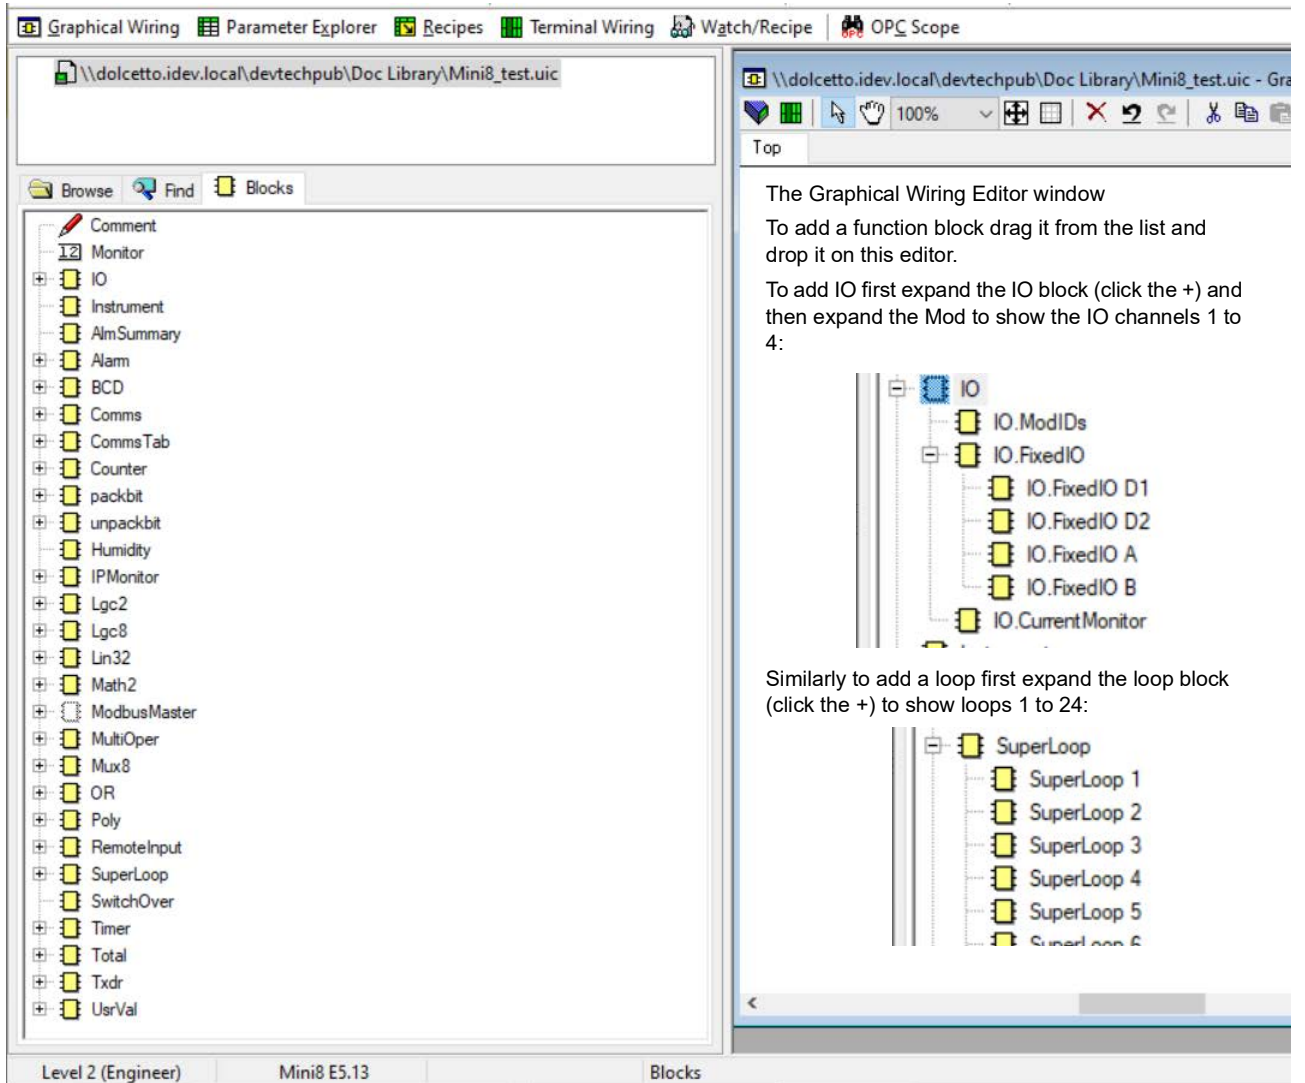 Graphical Wiring Parameter Explorer Recipes Terminal Wiring Watch/Recipe OPC Scope
\\dolcetto.idev.local\devtechpub\Doc Library\Mini8_test.uic
Browse Find Blocks
Comment
12 Monitor
IO
Instrument
AlmSummary
Alarm
BCD
Comms
CommsTab
Counter
packbit
unpackbit
Humidity
IPMonitor
Lgc2
Lgc8
Lin32
Math2
ModbusMaster
MultiOper
Mux8
OR
Poly
RemoteInput
SuperLoop
SwitchOver
Timer
Total
Txdr
UsrVal
\\dolcetto.idev.local\devtechpub\Doc Library\Mini8_test.uic - Gra
100%
Top
The Graphical Wiring Editor window
To add a function block drag it from the list and
drop it on this editor.
To add IO first expand the IO block (click the +) and
then expand the Mod to show the IO channels 1 to
4:
IO
IO.ModIDs
IO.FixedIO
IO.FixedIO D1
IO.FixedIO D2
IO.FixedIO A
IO.FixedIO B
IO.CurrentMonitor
Similarly to add a loop first expand the loop block
(click the +) to show loops 1 to 24:
SuperLoop
SuperLoop 1
SuperLoop 2
SuperLoop 3
SuperLoop 4
SuperLoop 5
SuperLoop 6
Level 2 (Engineer) Mini8 E5.13 Blocks